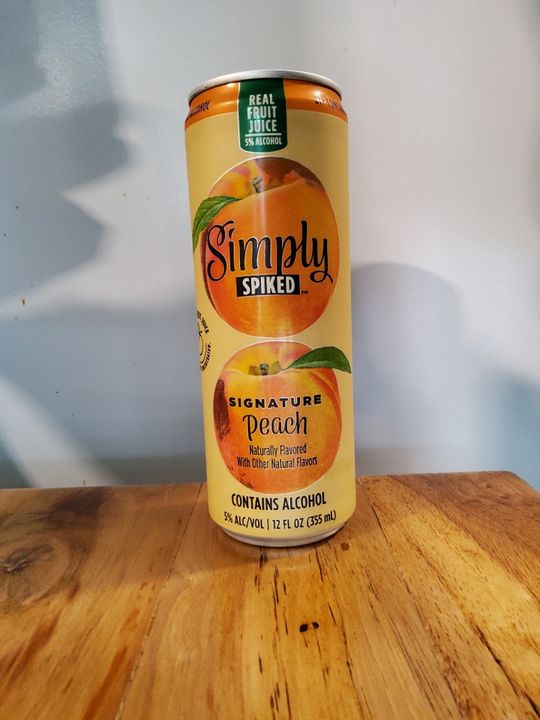 REAL
FRUIT
JUICE
5% ALCOHOL
Simply
SPIKED™
SIGNATURE
Peach
Naturally Flavored
With Other Natural Flavors
CONTAINS ALCOHOL
5% ALC/VOL | 12 FL OZ (355 mL)